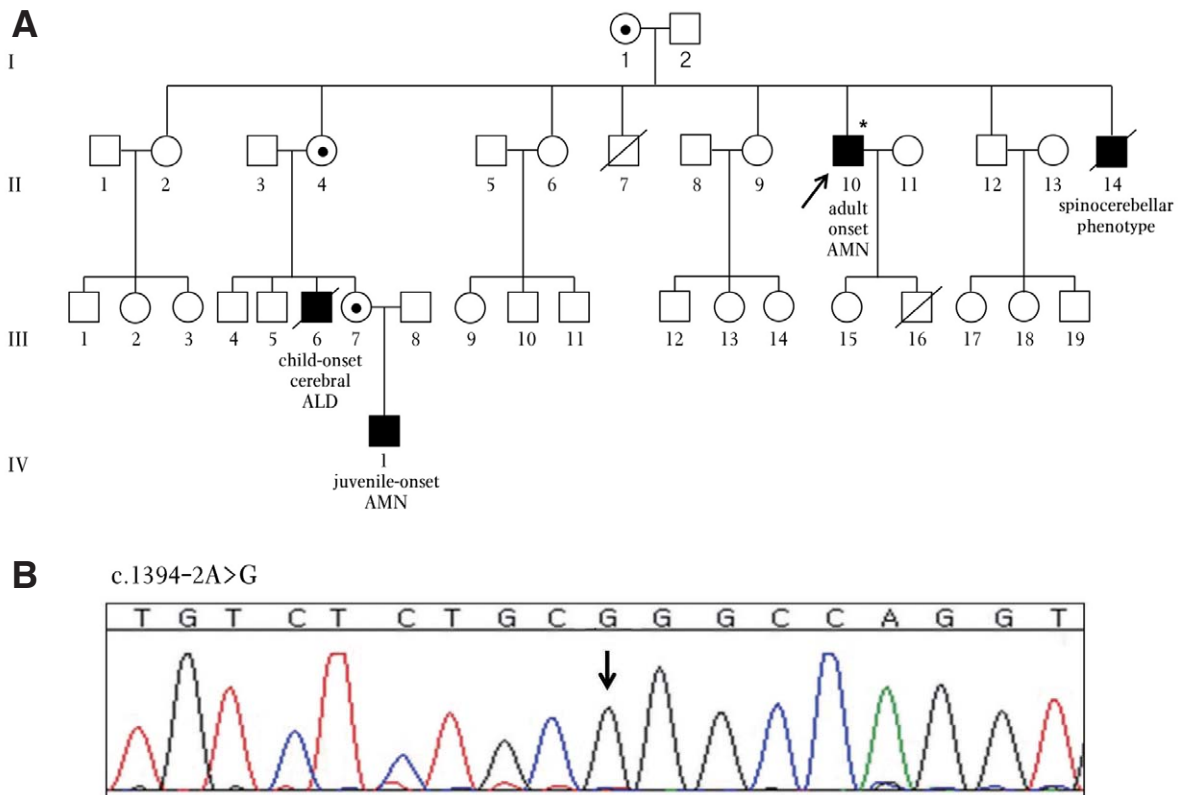 A
I
1 2
*
II
1 2 3 4 5 6 7 8 9 10 11 12 13 14
adult
onset
AMN
spinocerebellar
phenotype
III
1 2 3 4 5 6 7 8 9 10 11 12 13 14 15 16 17 18 19
child-onset
cerebral
ALD
IV
1
juvenile-onset
AMN
B
c.1394-2A>G
T G T C T C T G C G G G C C A G G T